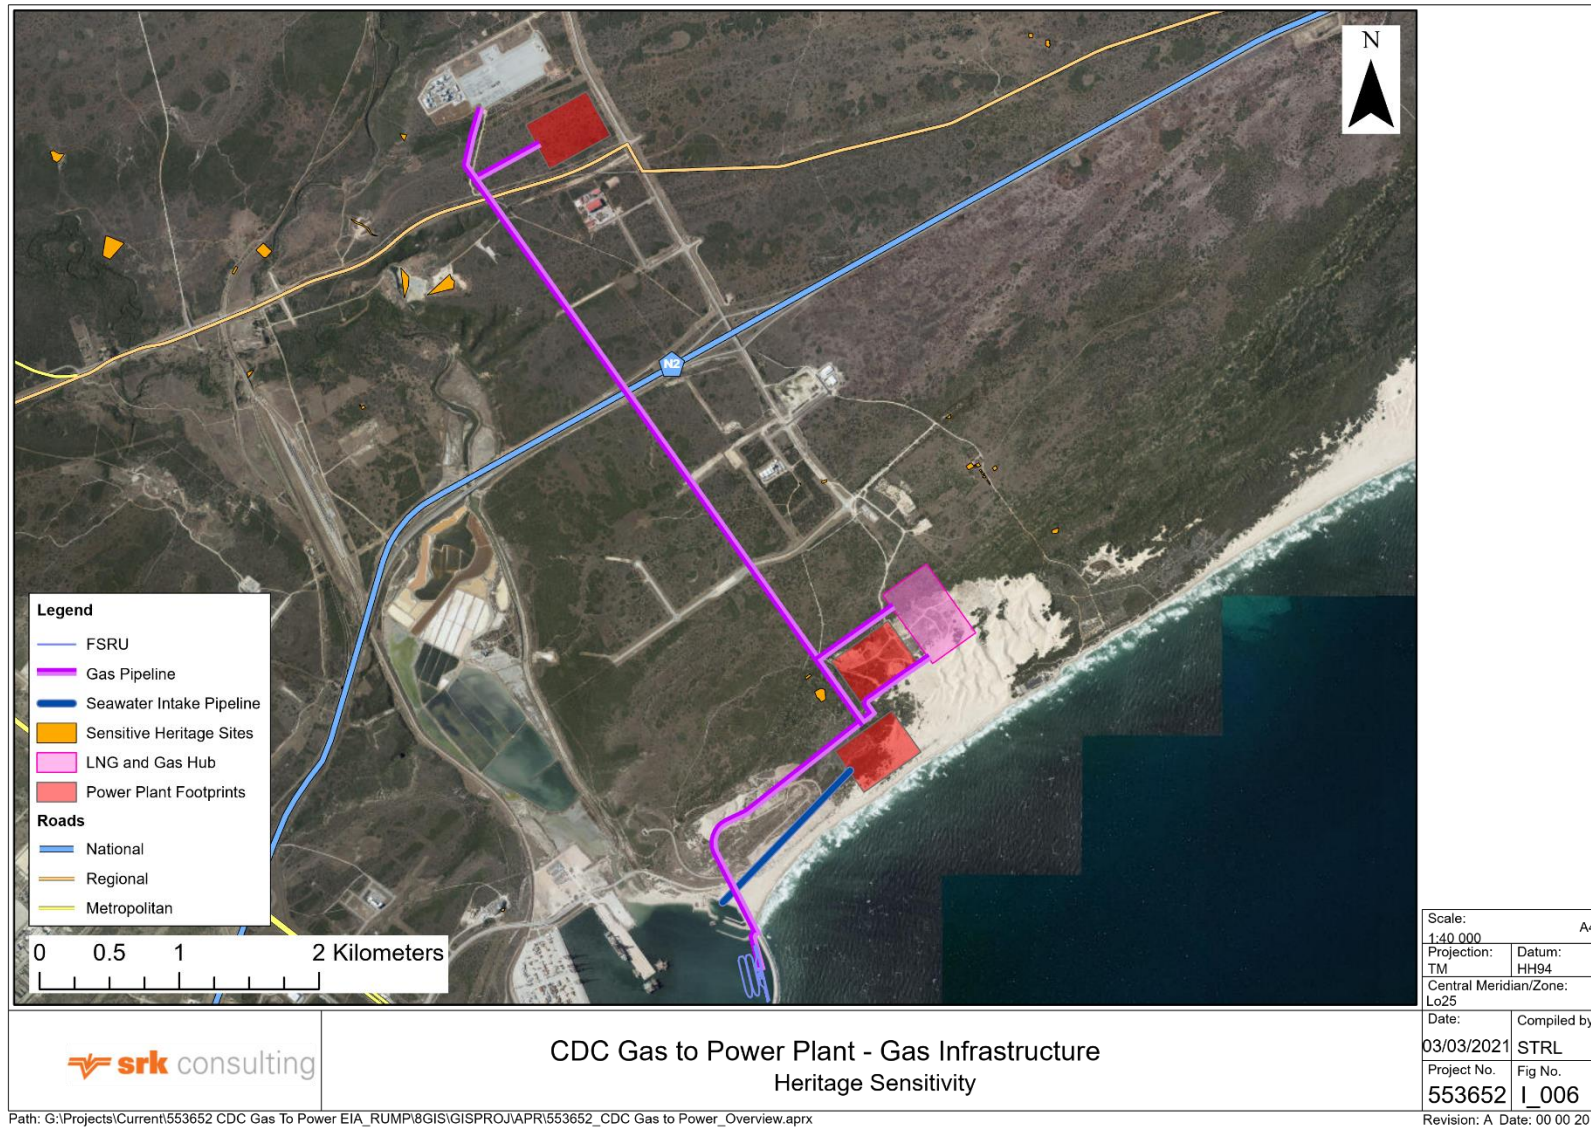 N
N2
Legend
FSRU
Gas Pipeline
Seawater Intake Pipeline
Sensitive Heritage Sites
LNG and Gas Hub
Power Plant Footprints
Roads
National
Regional
Metropolitan
0 0.5 1 2 Kilometers
Scale:
1:40 000
Projection: Datum:
TM HH94
Central Meridian/Zone:
Lo25
Date: Compiled by
03/03/2021 STRL
Project No. Fig No.
553652 I_006
srk consulting
CDC Gas to Power Plant - Gas Infrastructure
Heritage Sensitivity
Path: G:\Projects\Current\553652 CDC Gas To Power EIA_RUMP\8GIS\GISPROJ\APR\553652_CDC Gas to Power_Overview.aprx
Revision: A Date: 00 00 20